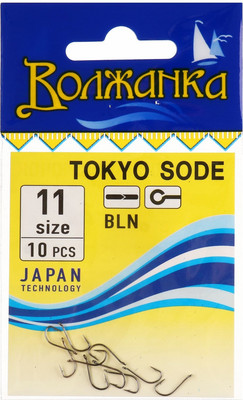 Волжанка
TOKYO SODE
11
size
10 PCS
BLN
JAPAN
TECHNOLOGY